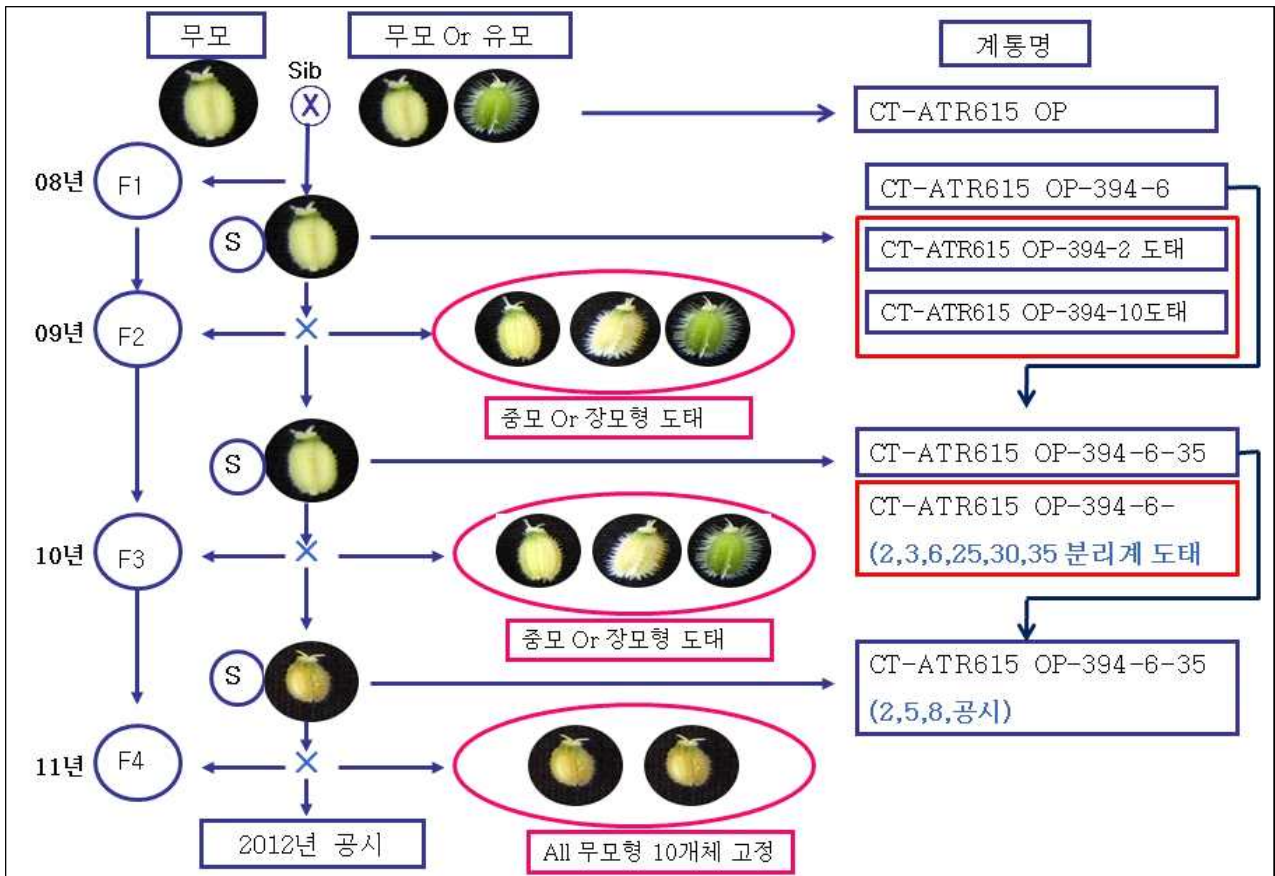 무모
무모 Or 유모
계통명
Sib
X
CT-ATR615 OP
08년
F1
CT-ATR615 OP-394-6
S
CT-ATR615 OP-394-2 도태
CT-ATR615 OP-394-10도태
09년
F2
중모 Or 장모형 도태
S
CT-ATR615 OP-394-6-35
CT-ATR615 OP-394-6-
(2,3,6,25,30,35 분리계 도태
10년
F3
중모 Or 장모형 도태
S
CT-ATR615 OP-394-6-35
(2,5,8,공시)
11년
F4
2012년 공시
All 무모형 10개체 고정